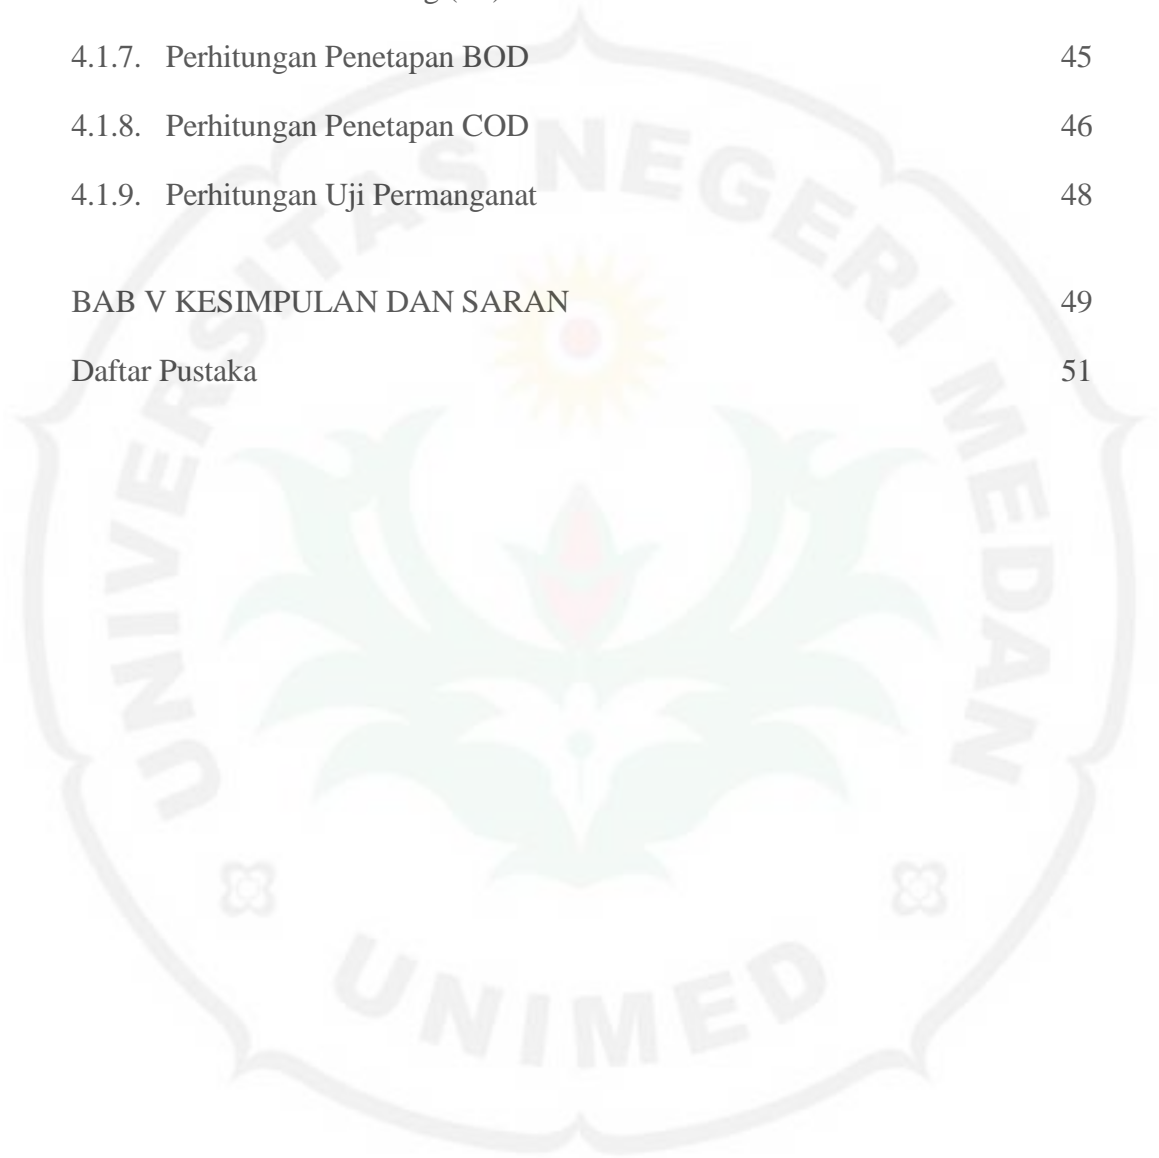 4.1.7. Perhitungan Penetapan BOD 45
4.1.8. Perhitungan Penetapan COD 46
4.1.9. Perhitungan Uji Permanganat 48
BAB V KESIMPULAN DAN SARAN 49
Daftar Pustaka 51
UNIVERSITAS NEGERI MEDAN
UNIMED